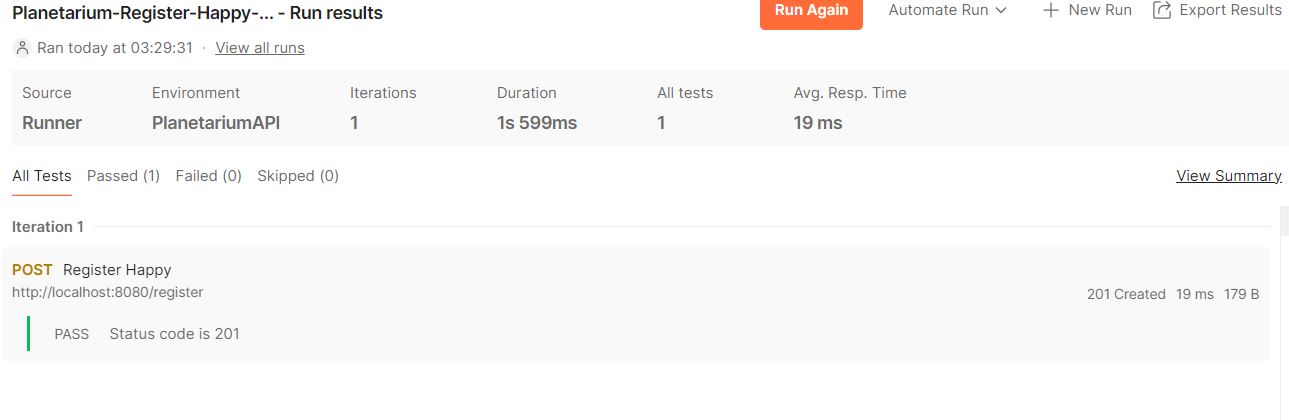 Planetarium-Register-Happy-... - Run results
Run Again
Automate Run
New Run
Export Results
Ran today at 03:29:31 · View all runs
Source Environment Iterations Duration All tests Avg. Resp. Time
Runner PlanetariumAPI 1 1s 599ms 1 19 ms
All Tests Passed (1) Failed (0) Skipped (0) View Summary
Iteration 1
POST Register Happy
http://localhost:8080/register 201 Created 19 ms 179 B
PASS Status code is 201